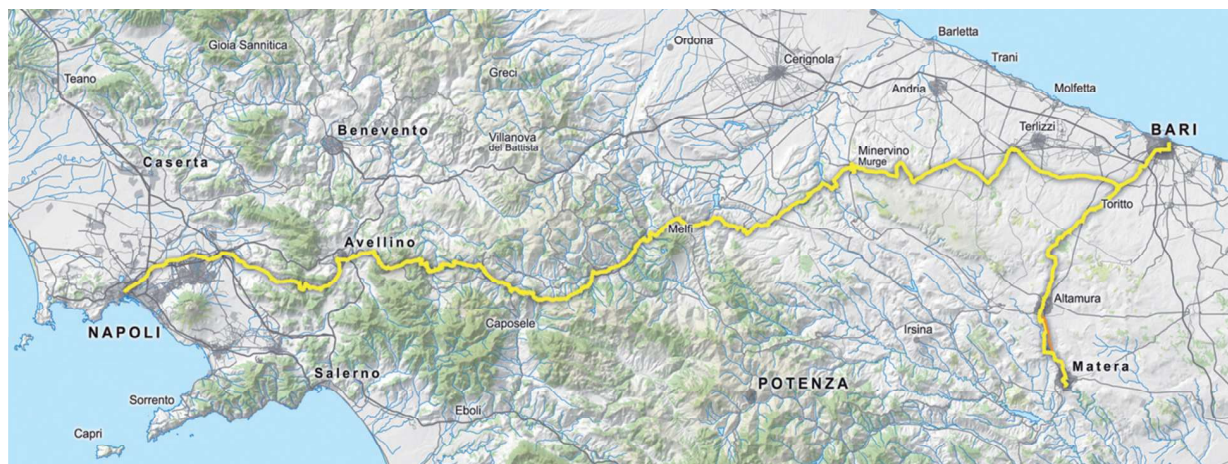 Gioia Sannitica
Ordona
Barletta
Teano
Greci
Cerignola
Trani
Andria
Molfetta
Benevento
Villanova
del Battista
Terlizzi
BARI
Caserta
Minervino
Murge
Toritto
Avellino
Melfi
NAPOLI
Caposele
Altamura
Irsina
Salerno
POTENZA
Matera
Sorrento
Eboli
Capri